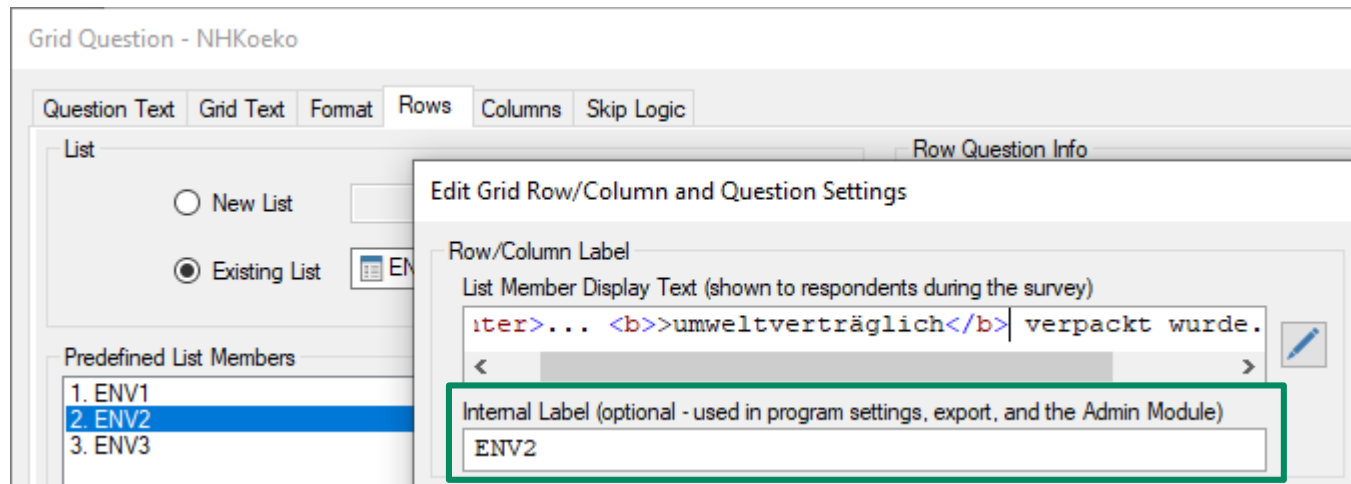 Grid Question - NHKoeko
Question Text Grid Text Format Rows Columns Skip Logic
List
Row Question Info
New List
Existing List
EN
Predefined List Members
1. ENV1
2. ENV2
3. ENV3
Edit Grid Row/Column and Question Settings
Row/Column Label
List Member Display Text (shown to respondents during the survey)
ter>... <b>>umweltverträglich</b> verpackt wurde.
Internal Label (optional - used in program settings, export, and the Admin Module)
ENV2